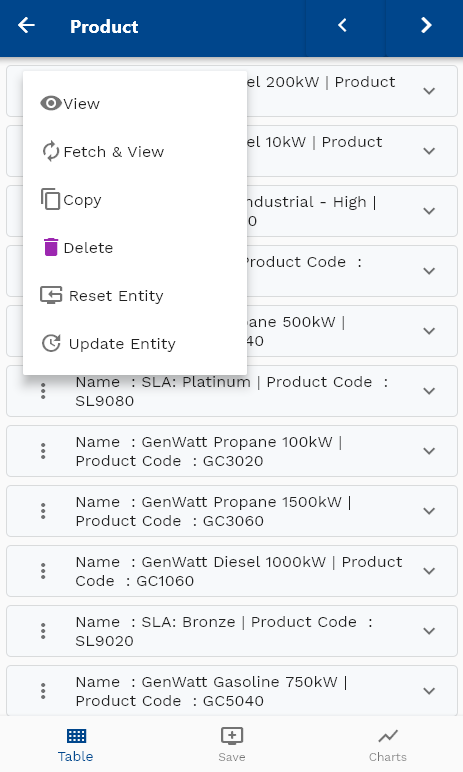 Product
el 200kW | Product
View
el 10kW | Product
Fetch & View
ndustrial - High |
Copy
0
Delete
Product Code  :
Reset Entity
ane 500kW |
Update Entity
40
Name  : SLA: Platinum | Product Code  :
SL9080
Name  : GenWatt Propane 100kW |
Product Code  : GC3020
Name  : GenWatt Propane 1500kW |
Product Code  : GC3060
Name  : GenWatt Diesel 1000kW | Product
Code  : GC1060
Name  : SLA: Bronze | Product Code  :
SL9020
Name  : GenWatt Gasoline 750kW |
Product Code  : GC5040
Table
Save
Charts